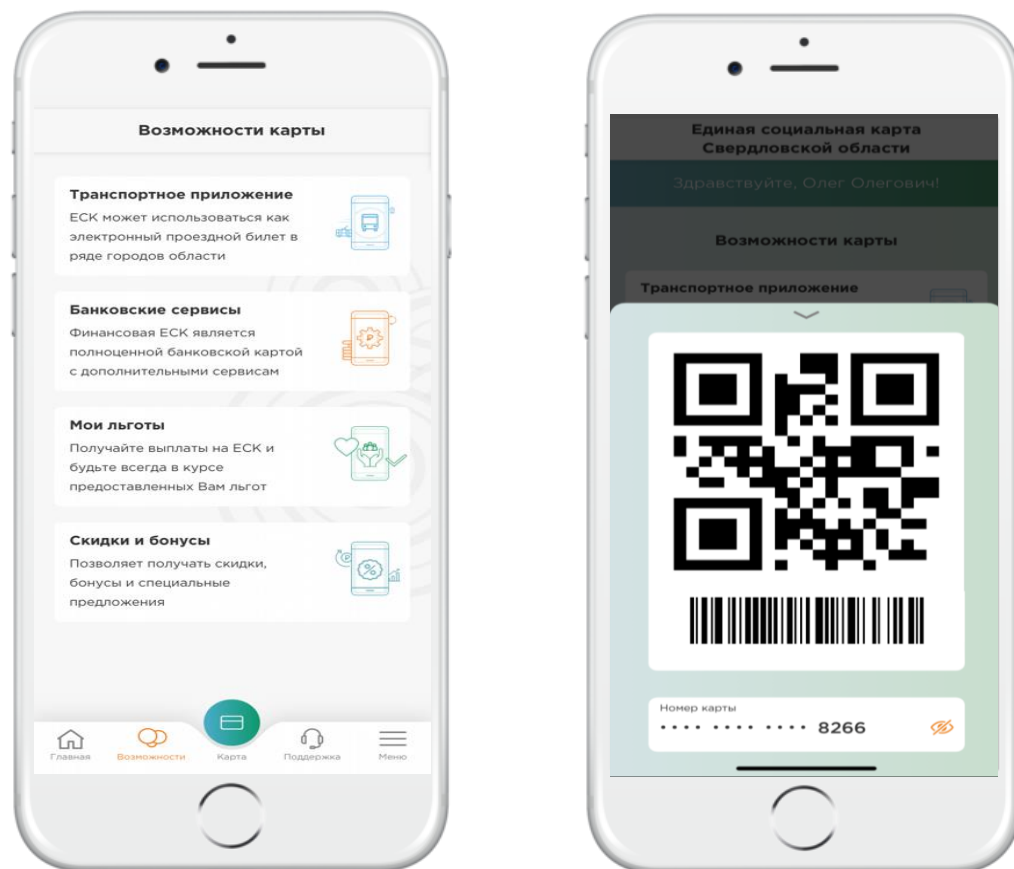 Возможности карты
Транспортное приложение
ЕСК может использоваться как
электронный проездной билет в
ряде городов области
Банковские сервисы
Финансовая ЕСК является
полноценной банковской картой
с дополнительными сервисам
Мои льготы
Получайте выплаты на ЕСК и
будьте всегда в курсе
предоставленных Вам льгот
Скидки и бонусы
Позволяет получать скидки,
бонусы и специальные
предложения
Главная
Возможности
Карта
Поддержка
Меню
Единая социальная карта
Свердловской области
Здравствуйте, Олег Олегович!
Возможности карты
Транспортное приложение
Номер карты
•••• •••• •••• 8266